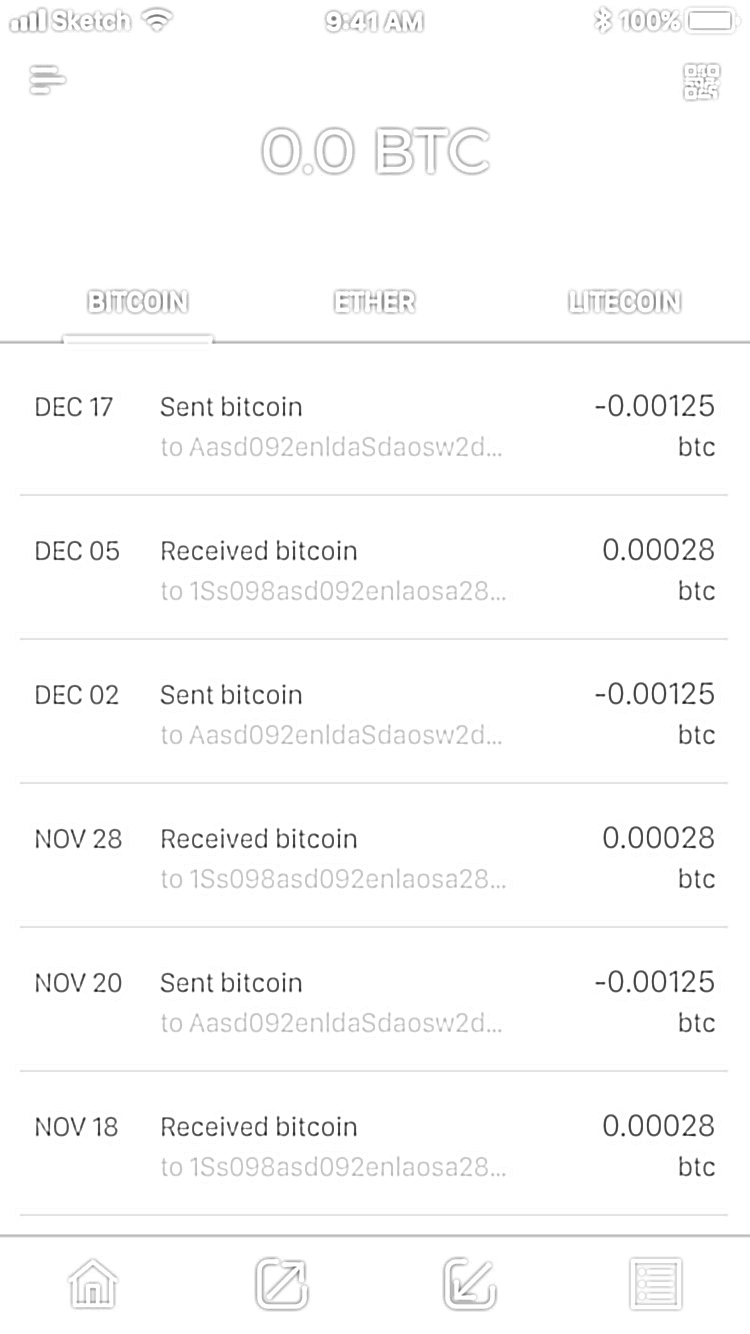 Sketch 9:41 AM 100%
0.0 BTC
BITCOIN ETHER LITECOIN
DEC 17 Sent bitcoin -0.00125
to Aasd092enldaSdaosw2d... btc
DEC 05 Received bitcoin 0.00028
to 1Ss098asd092enlaosa28... btc
DEC 02 Sent bitcoin -0.00125
to Aasd092enldaSdaosw2d... btc
NOV 28 Received bitcoin 0.00028
to 1Ss098asd092enlaosa28... btc
NOV 20 Sent bitcoin -0.00125
to Aasd092enldaSdaosw2d... btc
NOV 18 Received bitcoin 0.00028
to 1Ss098asd092enlaosa28... btc